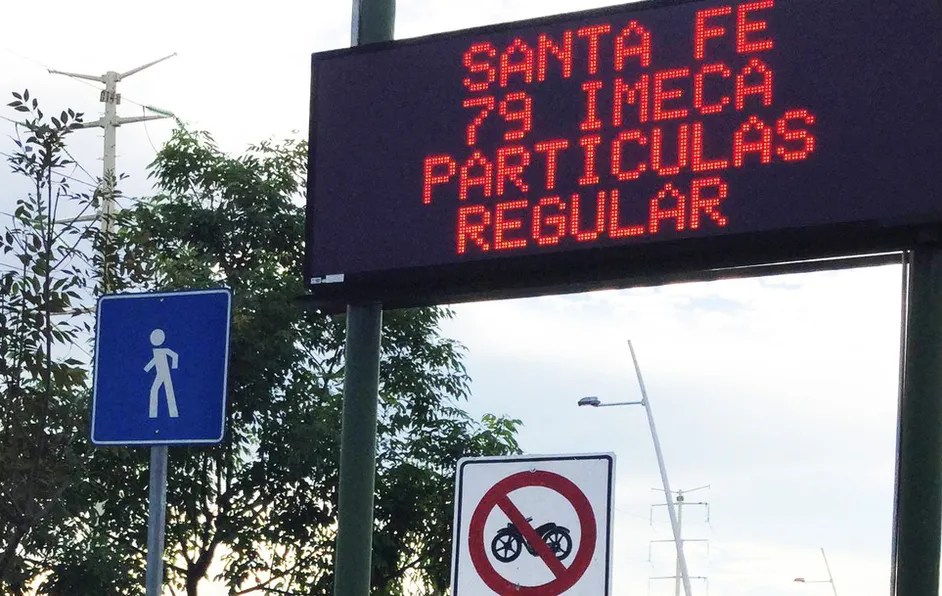 SANTA FE
79 IMECA
PARTICULAS
REGULAR